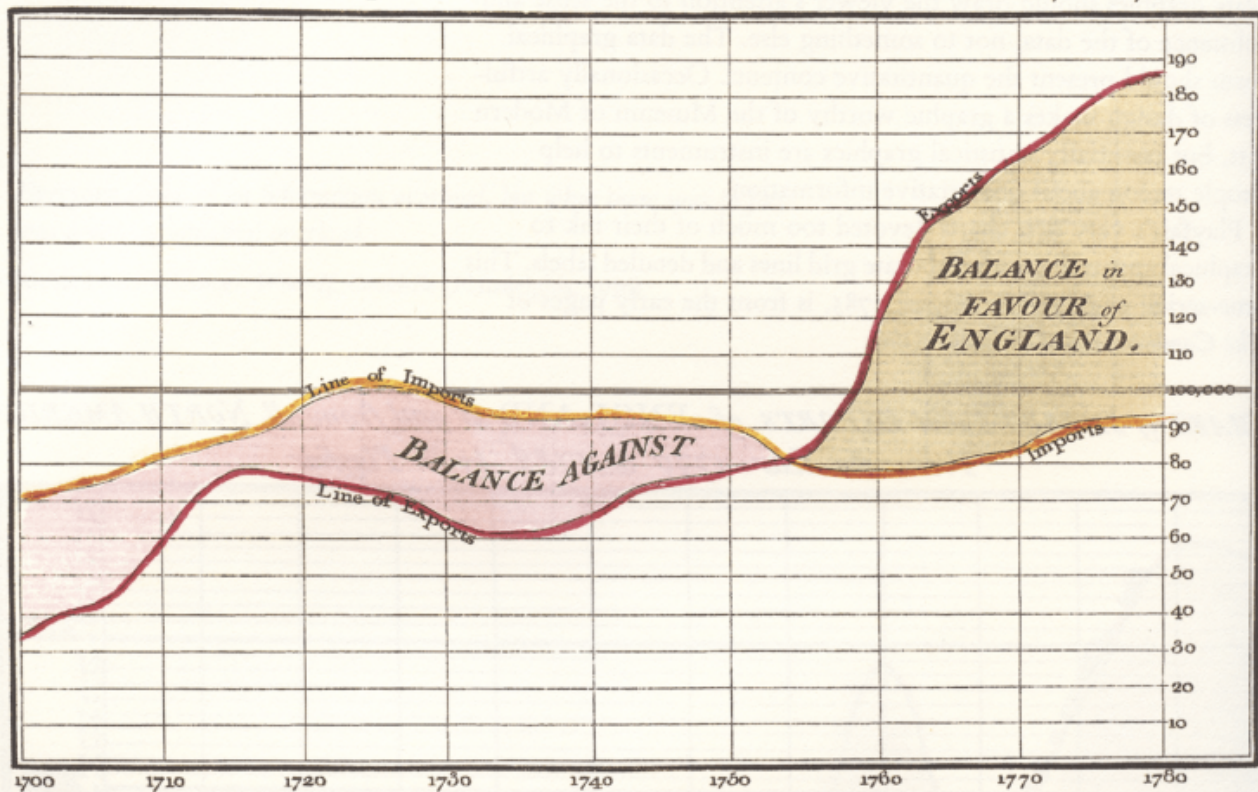 190
180
170
160
150
140
130
120
110
100,000
90
80
70
60
50
40
30
20
10
Exports
BALANCE in
FAVOUR of
ENGLAND.
Line of Imports
BALANCE AGAINST
Imports
Line of Exports
1700 1710 1720 1730 1740 1750 1760 1770 1780